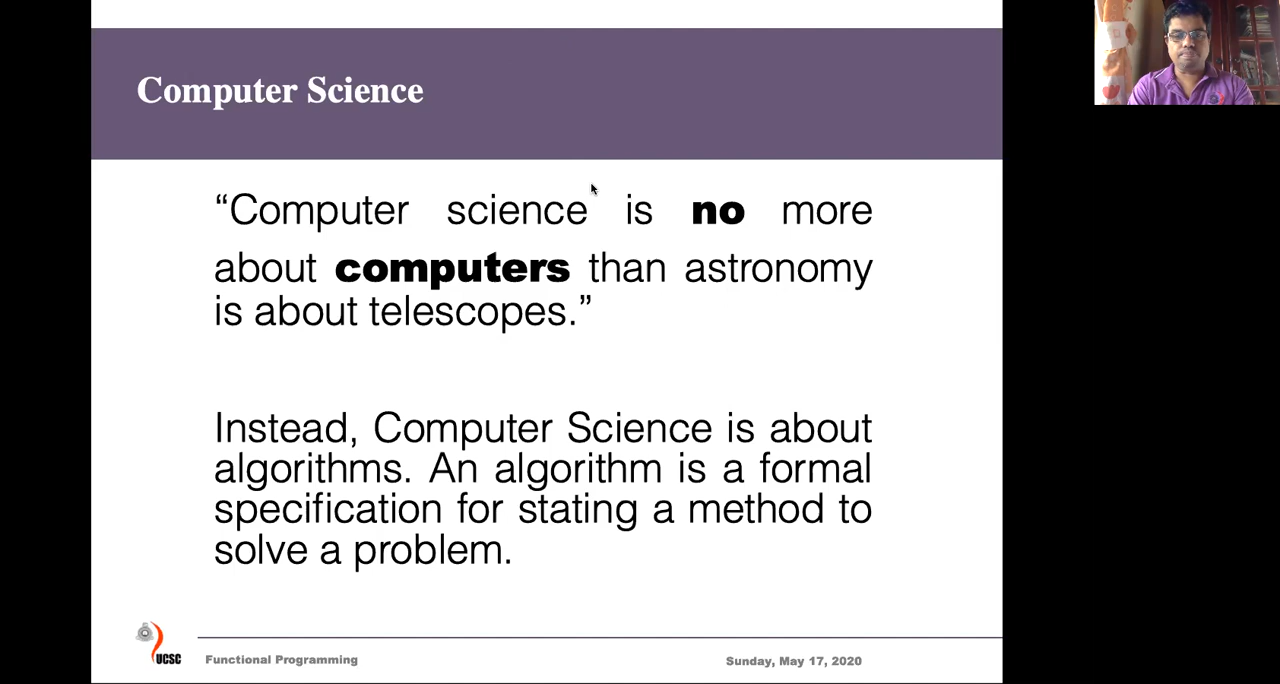 Computer Science
“Computer science is no more
about computers than astronomy
is about telescopes.”
Instead, Computer Science is about
algorithms. An algorithm is a formal
specification for stating a method to
solve a problem.
UCSC
Functional Programming
Sunday, May 17, 2020